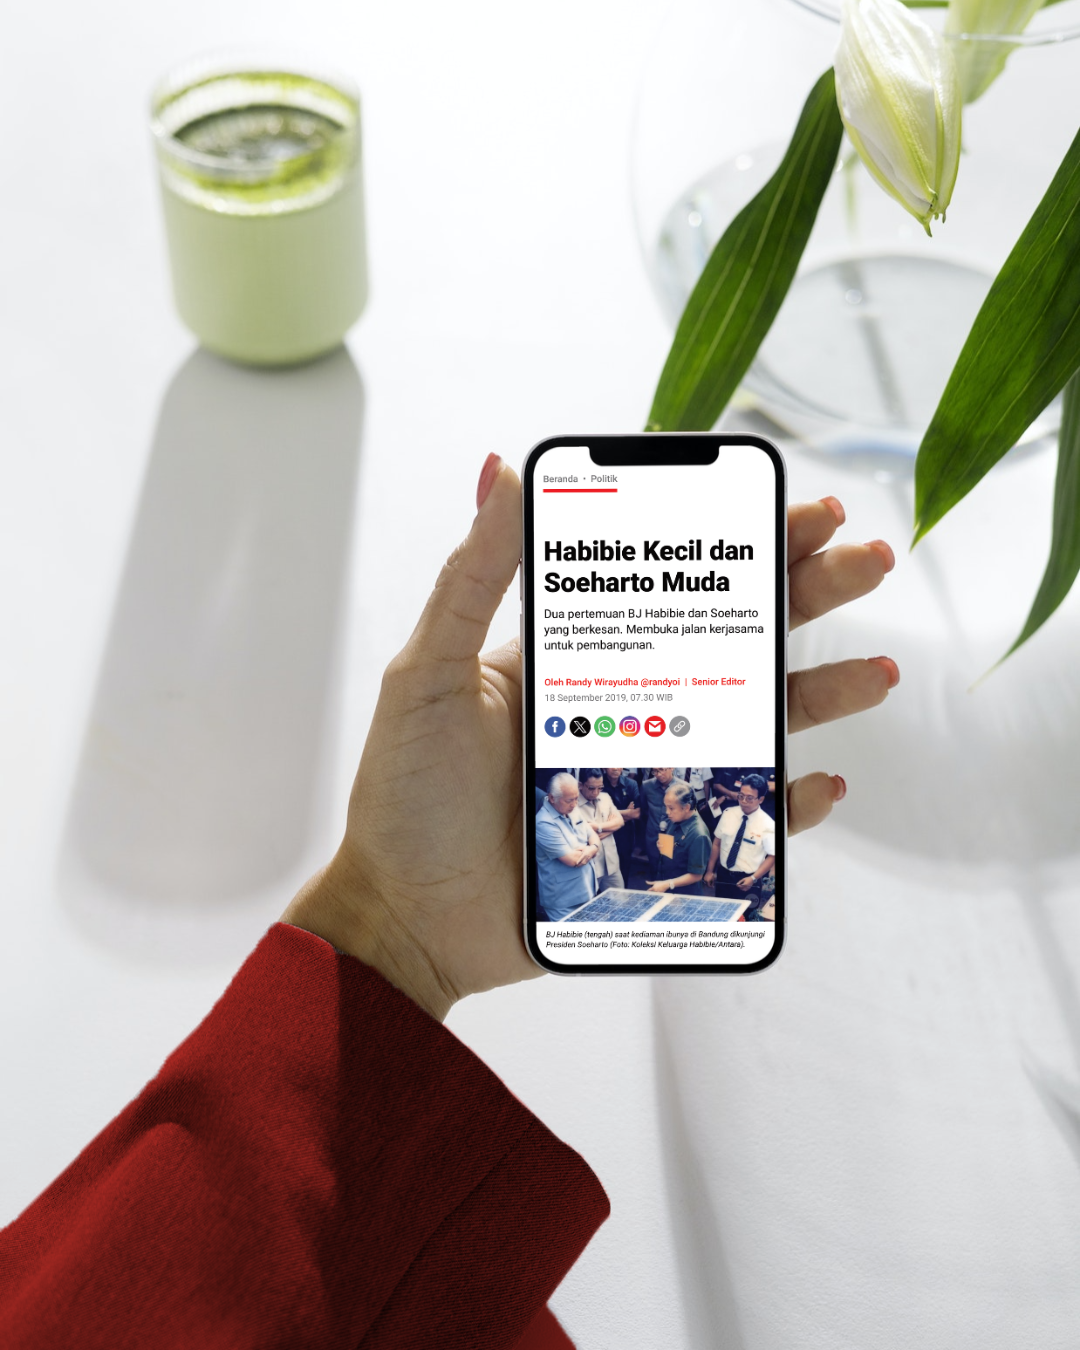 Beranda • Politik
Habibie Kecil dan
Soeharto Muda
Dua pertemuan BJ Habibie dan Soeharto
yang berkesan. Membuka jalan kerjasama
untuk pembangunan.
Oleh Randy Wirayudha @randyoi | Senior Editor
18 September 2019, 07.30 WIB
BJ Habibie (tengah) saat kediaman ibunya di Bandung dikunjungi
Presiden Soeharto (Foto: Koleksi Keluarga Habibie/Antara).